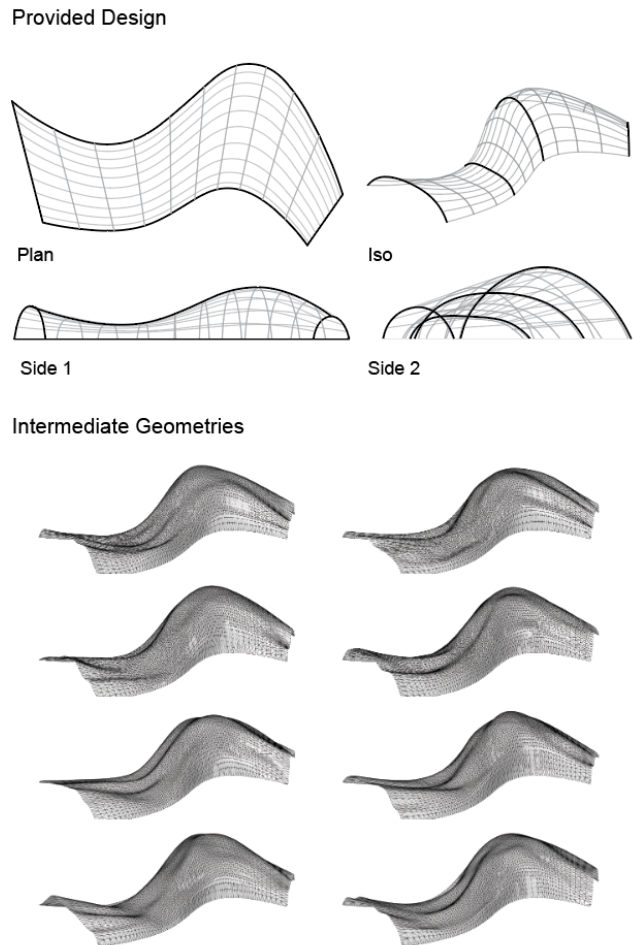 Provided Design
Plan
Iso
Side 1
Side 2
Intermediate Geometries